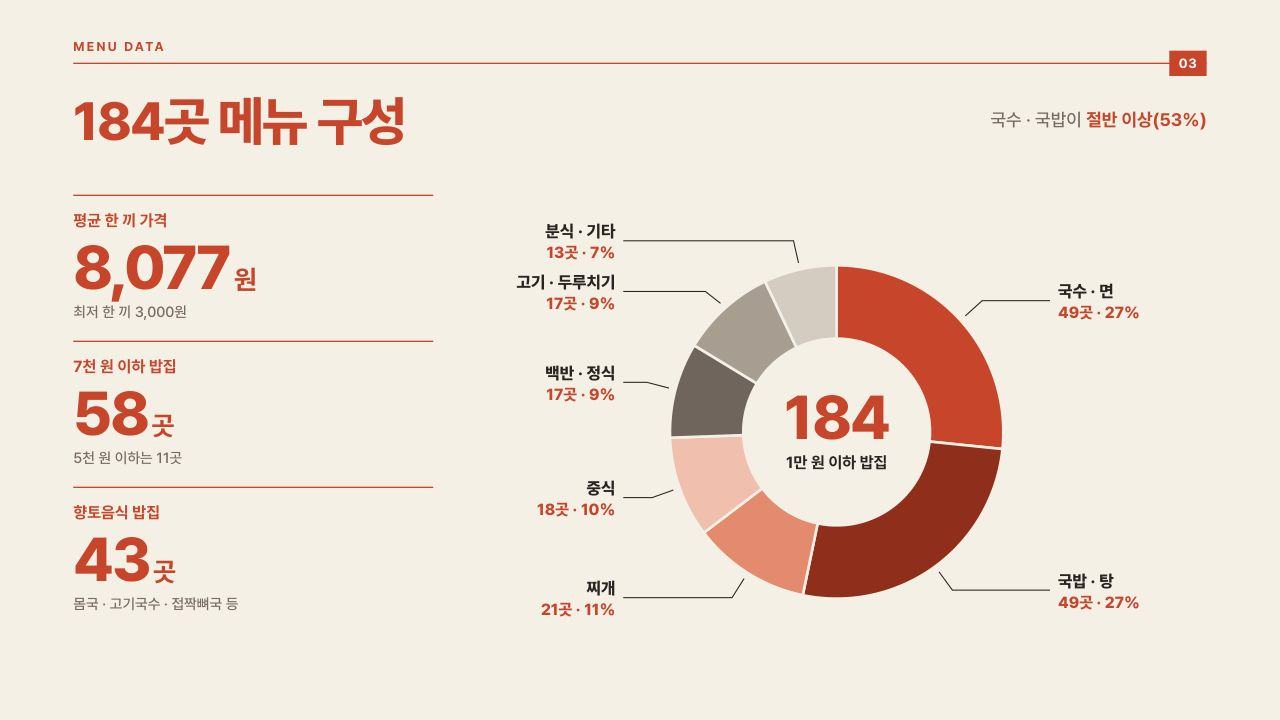 MENU DATA
03
184곳 메뉴 구성
국수 · 국밥이 절반 이상(53%)
평균 한 끼 가격
8,077원
최저 한 끼 3,000원
7천 원 이하 밥집
58곳
5천 원 이하는 11곳
향토음식 밥집
43곳
몸국 · 고기국수 · 접짝뼈국 등
분식 · 기타
13곳 · 7%
고기 · 두루치기
17곳 · 9%
백반 · 정식
17곳 · 9%
중식
18곳 · 10%
찌개
21곳 · 11%
184
1만 원 이하 밥집
국수 · 면
49곳 · 27%
국밥 · 탕
49곳 · 27%